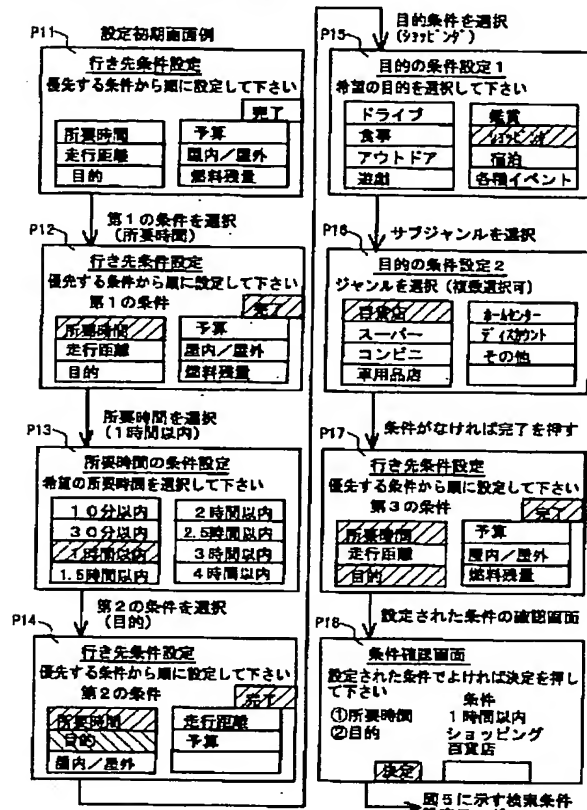 P11
設定初期画面例
行き先条件設定
優先する条件から順に設定して下さい
完了
所要時間
走行距離
目的
予算
屋内/屋外
燃料残量
第1の条件を選択
(所要時間)
P12
行き先条件設定
優先する条件から順に設定して下さい
第1の条件
完了
所要時間
走行距離
目的
予算
屋内/屋外
燃料残量
所要時間を選択
(1時間以内)
P13
所要時間の条件設定
希望の所要時間を選択して下さい
10分以内
30分以内
1時間以内
1.5時間以内
2時間以内
2.5時間以内
3時間以内
4時間以内
第2の条件を選択
(目的)
P14
行き先条件設定
優先する条件から順に設定して下さい
第2の条件
完了
所要時間
目的
屋内/屋外
走行距離
予算
目的条件を選択
(ショッピング)
P15
目的の条件設定1
希望の目的を選択して下さい
ドライブ
食事
アウトドア
遊戯
鑑賞
ショッピング
宿泊
各種イベント
サブジャンルを選択
P16
目的の条件設定2
ジャンルを選択(複数選択可)
百貨店
スーパー
コンビニ
車用品店
ホームセンター
ディスカウント
その他
条件がなければ完了を押す
P17
行き先条件設定
優先する条件から順に設定して下さい
第3の条件
完了
所要時間
走行距離
目的
予算
屋内/屋外
燃料残量
設定された条件の確認画面
P18
条件確認画面
設定された条件でよければ決定を押し
て下さい
条件
①所要時間 1時間以内
②目的 ショッピング
百貨店
決定
図5に示す検索条件